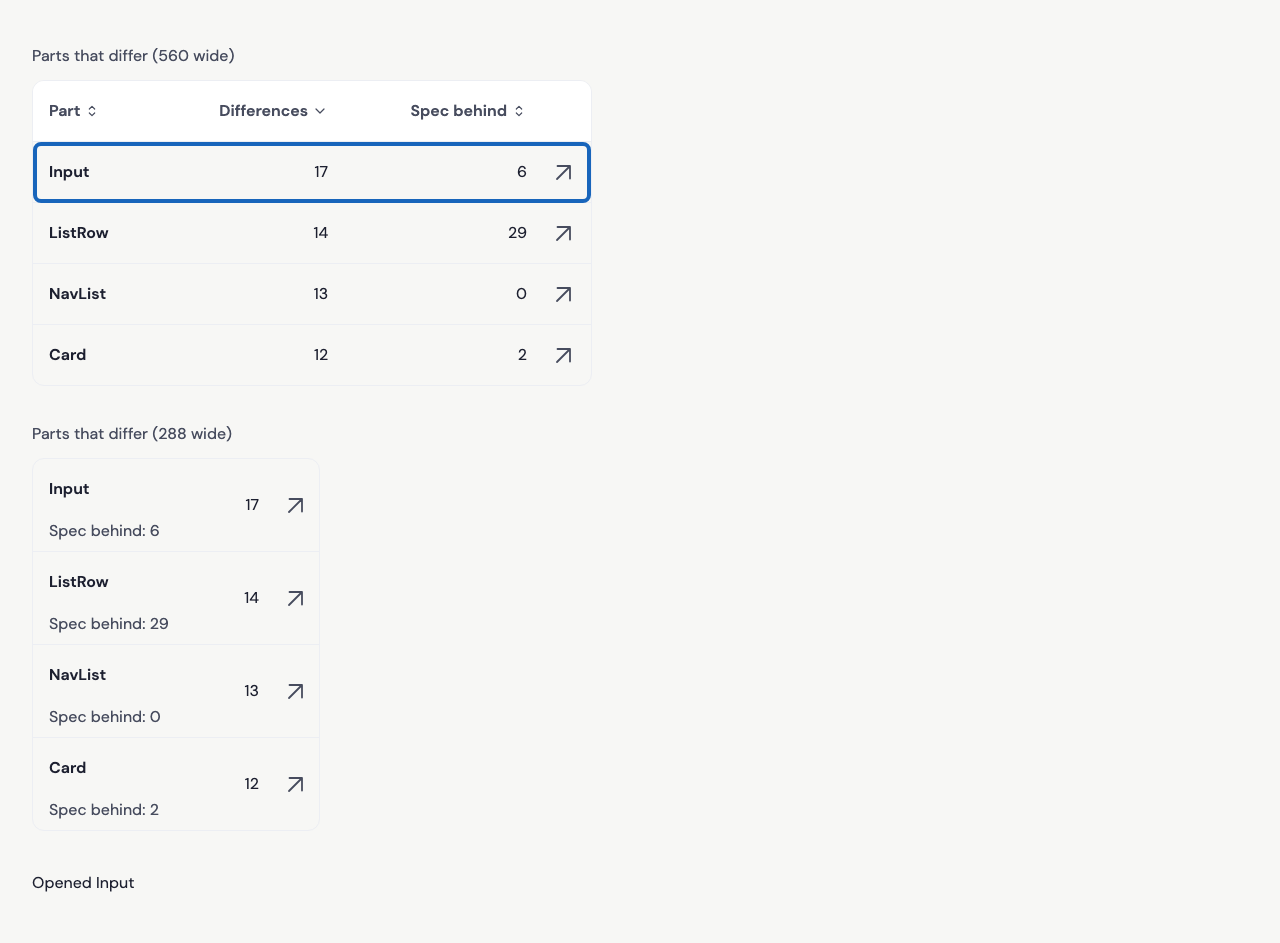 Parts that differ (560 wide)
Part Differences Spec behind
Input 17 6
ListRow 14 29
NavList 13 0
Card 12 2
Parts that differ (288 wide)
Input
17
Spec behind: 6
ListRow
14
Spec behind: 29
NavList
13
Spec behind: 0
Card
12
Spec behind: 2
Opened Input